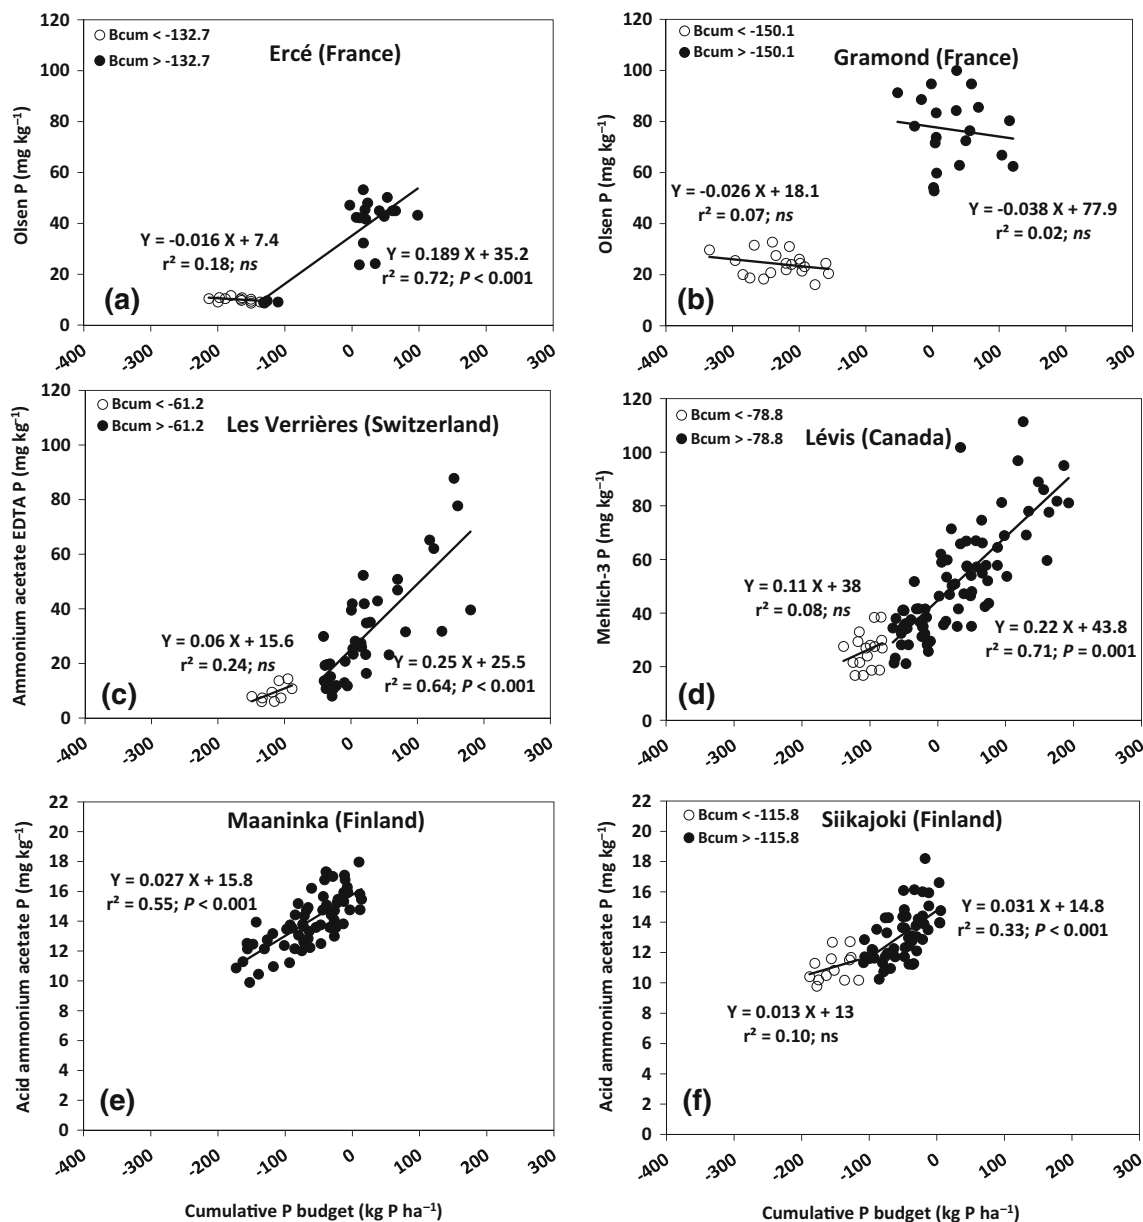 Bcum < -132.7
Bcum > -132.7
Ercé (France)
Olsen P (mg kg⁻¹)
120
100
80
60
40
20
0
Y = -0.016 X + 7.4
r² = 0.18; ns
Y = 0.189 X + 35.2
r² = 0.72; P < 0.001
(a)
-400
-300
-200
-100
0
100
200
300
Bcum < -150.1
Bcum > -150.1
Gramond (France)
Olsen P (mg kg⁻¹)
120
100
80
60
40
20
0
Y = -0.026 X + 18.1
r² = 0.07; ns
Y = -0.038 X + 77.9
r² = 0.02; ns
(b)
-400
-300
-200
-100
0
100
200
300
Bcum < -61.2
Bcum > -61.2
Les Verrières (Switzerland)
Ammonium acetate EDTA P (mg kg⁻¹)
120
100
80
60
40
20
0
Y = 0.06 X + 15.6
r² = 0.24; ns
Y = 0.25 X + 25.5
r² = 0.64; P < 0.001
(c)
-400
-300
-200
-100
0
100
200
300
Bcum < -78.8
Bcum > -78.8
Lévis (Canada)
Mehlich-3 P (mg kg⁻¹)
120
100
80
60
40
20
0
Y = 0.11 X + 38
r² = 0.08; ns
Y = 0.22 X + 43.8
r² = 0.71; P = 0.001
(d)
-400
-300
-200
-100
0
100
200
300
Maaninka (Finland)
Acid ammonium acetate P (mg kg⁻¹)
22
20
18
16
14
12
10
8
6
4
2
0
Y = 0.027 X + 15.8
r² = 0.55; P < 0.001
(e)
-400
-300
-200
-100
0
100
200
300
Cumulative P budget (kg P ha⁻¹)
Bcum < -115.8
Bcum > -115.8
Siikajoki (Finland)
Acid ammonium acetate P (mg kg⁻¹)
22
20
18
16
14
12
10
8
6
4
2
0
Y = 0.031 X + 14.8
r² = 0.33; P < 0.001
Y = 0.013 X + 13
r² = 0.10; ns
(f)
-400
-300
-200
-100
0
100
200
300
Cumulative P budget (kg P ha⁻¹)